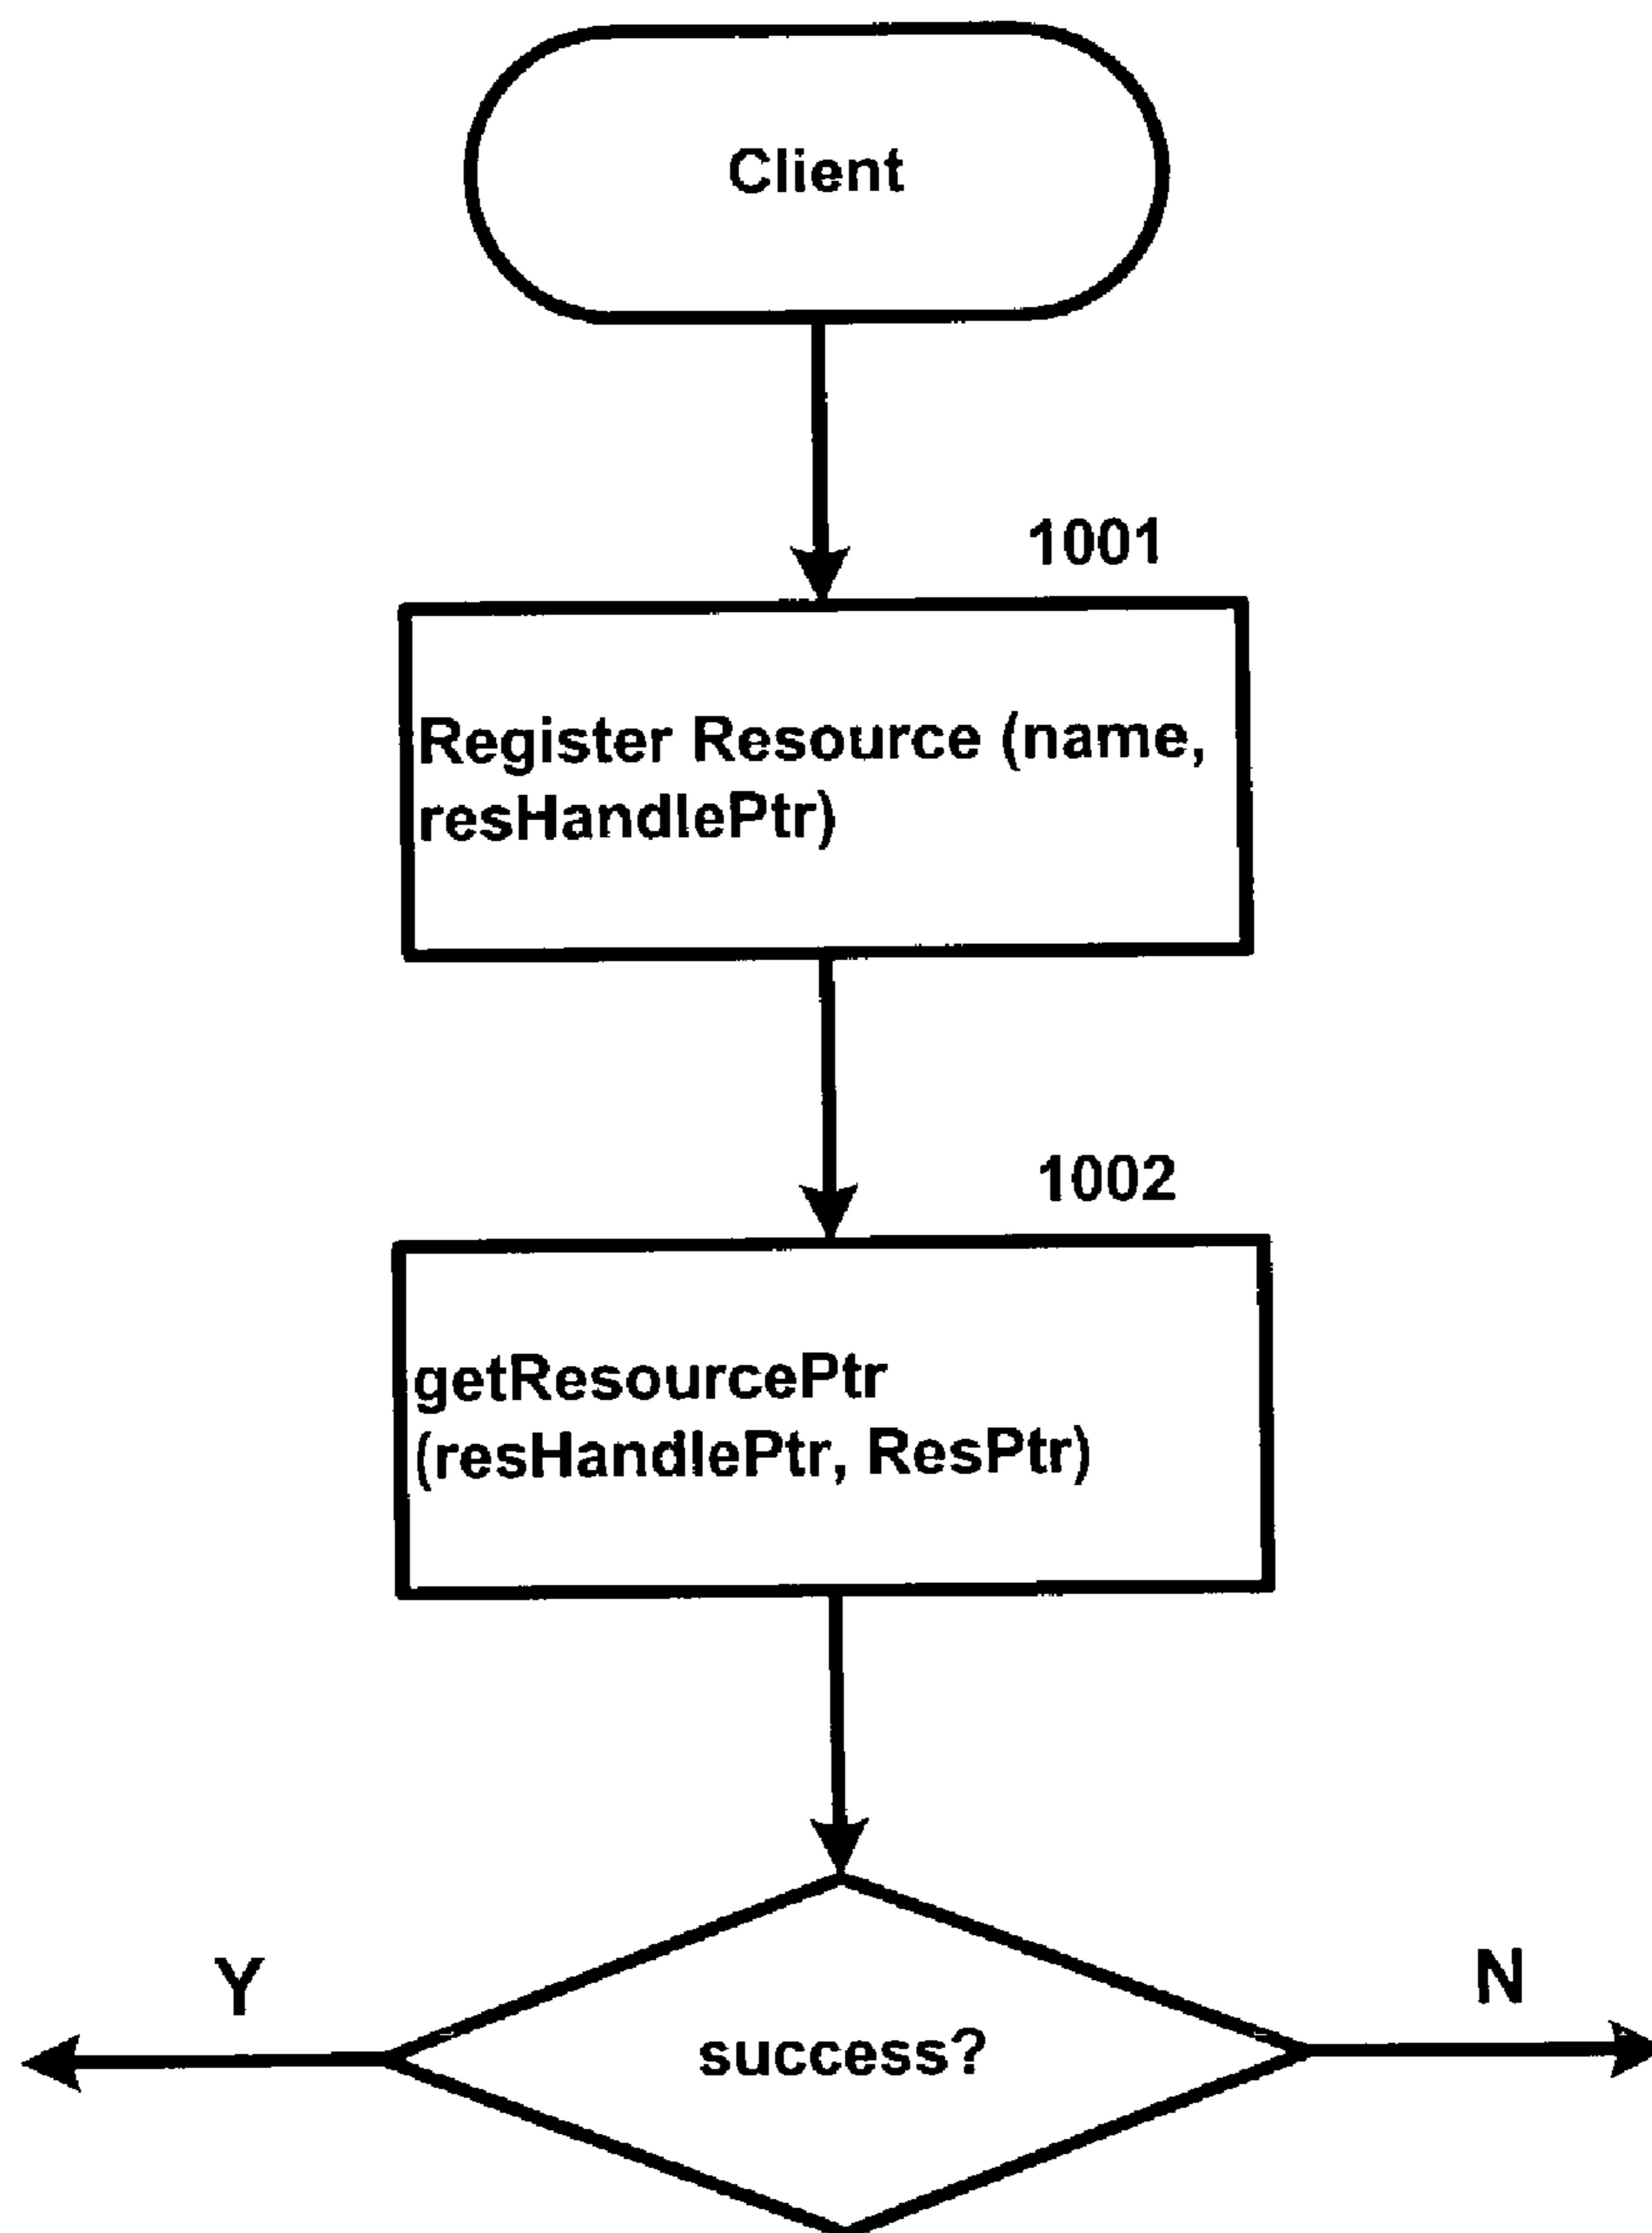 Client
1001
Register Resource (name,
resHandlePtr)
1002
getResourcePtr
(resHandlePtr, ResPtr)
Y
N
success?